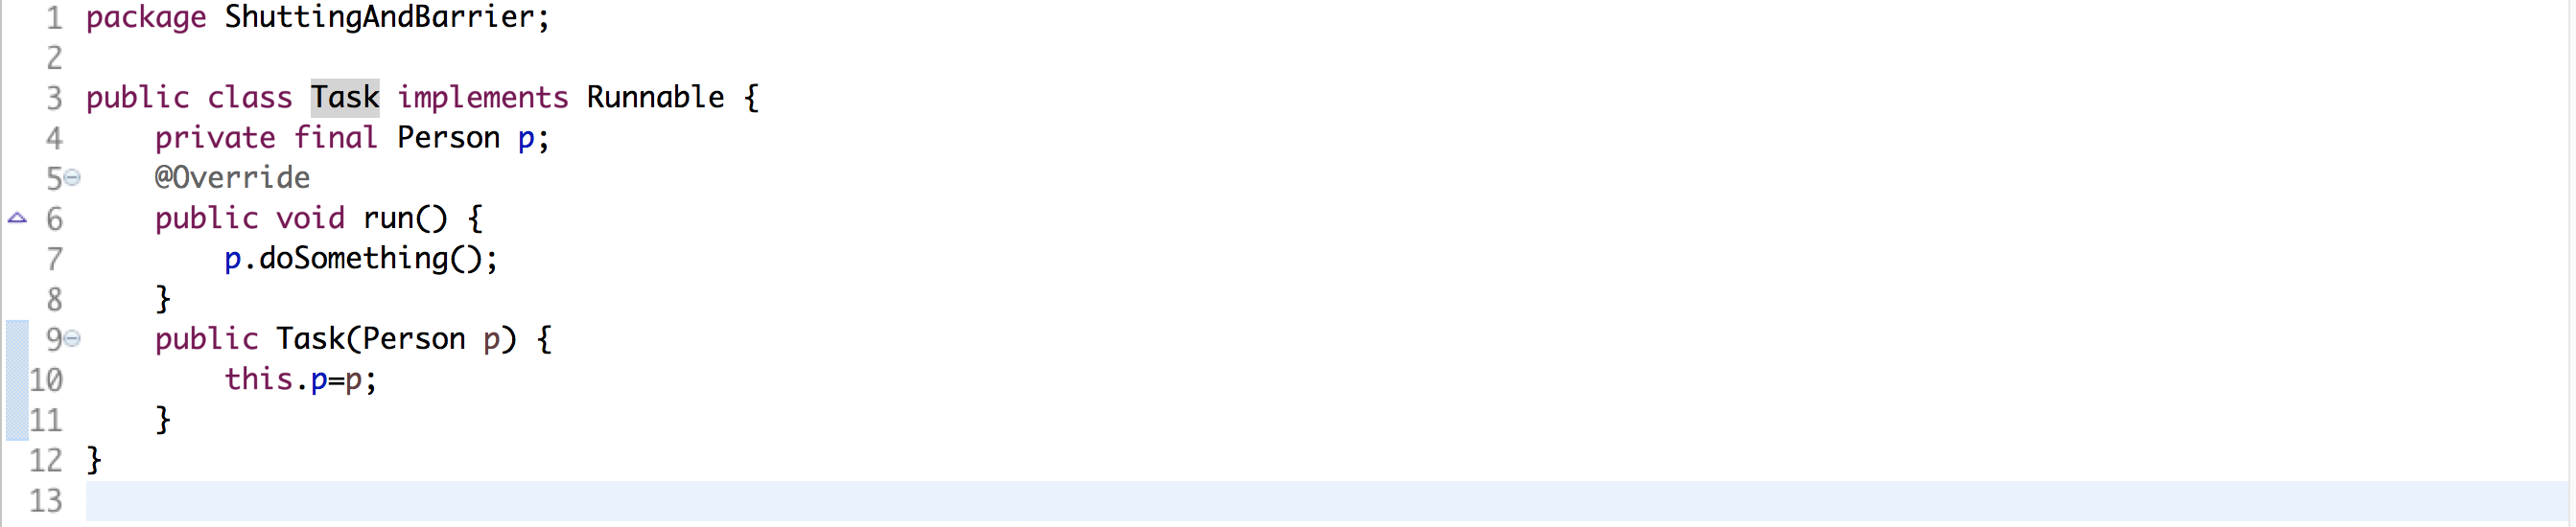 1 package ShuttingAndBarrier;
2
3 public class Task implements Runnable {
4     private final Person p;
5     @Override
6     public void run() {
7         p.doSomething();
8     }
9     public Task(Person p) {
10         this.p=p;
11     }
12 }
13